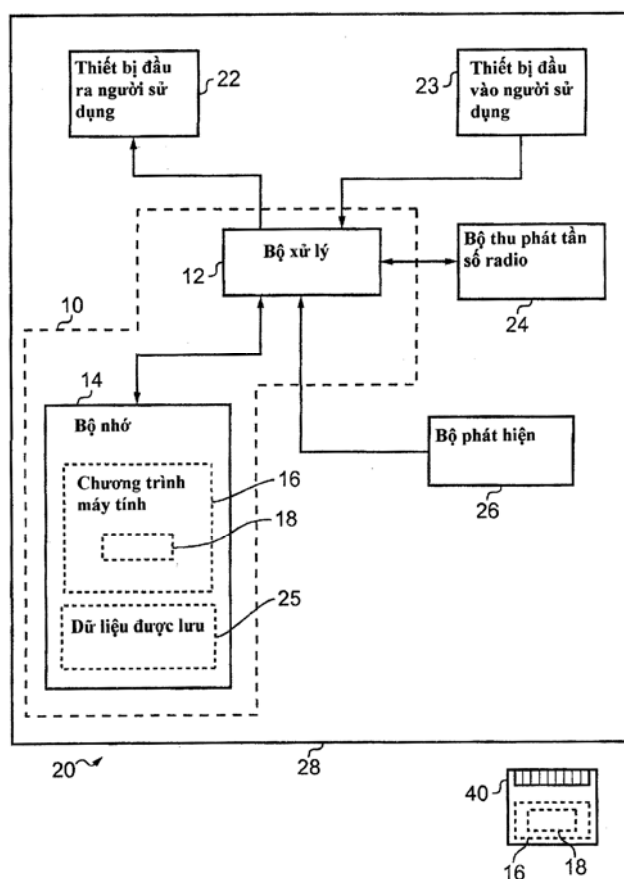 Thiết bị đầu
ra người sử
dụng
22
23
Thiết bị đầu
vào người sử
dụng
12
Bộ xử lý
Bộ thu phát tần
số radio
24
10
14
Bộ nhớ
Bộ phát hiện
26
Chương trình
máy tính
16
18
25
Dữ liệu được lưu
20
28
40
16
18